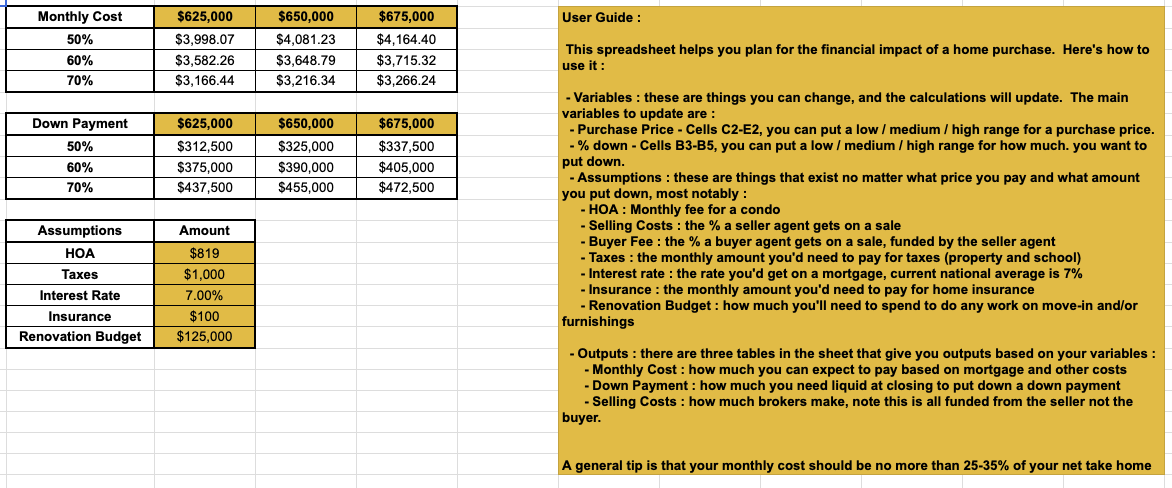 Monthly Cost $625,000 $650,000 $675,000
50% $3,998.07 $4,081.23 $4,164.40
60% $3,582.26 $3,648.79 $3,715.32
70% $3,166.44 $3,216.34 $3,266.24
Down Payment $625,000 $650,000 $675,000
50% $312,500 $325,000 $337,500
60% $375,000 $390,000 $405,000
70% $437,500 $455,000 $472,500
Assumptions Amount
HOA $819
Taxes $1,000
Interest Rate 7.00%
Insurance $100
Renovation Budget $125,000
User Guide :
This spreadsheet helps you plan for the financial impact of a home purchase. Here's how to
use it :
- Variables : these are things you can change, and the calculations will update. The main
variables to update are :
- Purchase Price - Cells C2-E2, you can put a low / medium / high range for a purchase price.
- % down - Cells B3-B5, you can put a low / medium / high range for how much. you want to
put down.
- Assumptions : these are things that exist no matter what price you pay and what amount
you put down, most notably :
- HOA : Monthly fee for a condo
- Selling Costs : the % a seller agent gets on a sale
- Buyer Fee : the % a buyer agent gets on a sale, funded by the seller agent
- Taxes : the monthly amount you'd need to pay for taxes (property and school)
- Interest rate : the rate you'd get on a mortgage, current national average is 7%
- Insurance : the monthly amount you'd need to pay for home insurance
- Renovation Budget : how much you'll need to spend to do any work on move-in and/or
furnishings
- Outputs : there are three tables in the sheet that give you outputs based on your variables :
- Monthly Cost : how much you can expect to pay based on mortgage and other costs
- Down Payment : how much you need liquid at closing to put down a down payment
- Selling Costs : how much brokers make, note this is all funded from the seller not the
buyer.
A general tip is that your monthly cost should be no more than 25-35% of your net take home